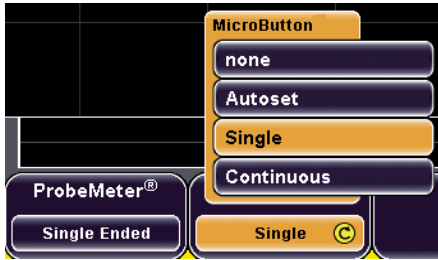 MicroButton
none
Autoset
Single
Continuous
ProbeMeter®
Single Ended
Single C